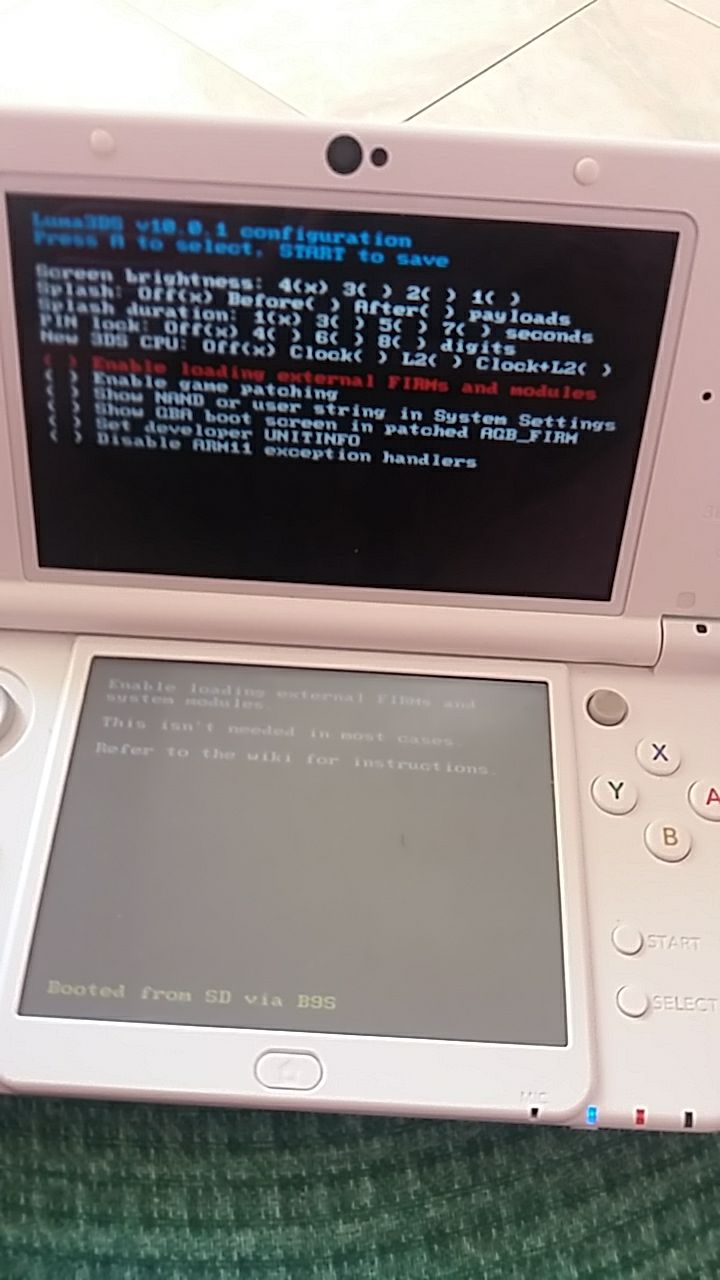 Luma3DS v10.0.1 configuration
Press A to select, START to save
Screen brightness: 4(x) 3( ) 2( ) 1( )
Splash: Off(x) Before( ) After( ) payloads
Splash duration: 1(x) 3( ) 5( ) 7( ) seconds
PIN lock: Off(x) 4( ) 6( ) 8( ) digits
New 3DS CPU: Off(x) Clock( ) L2( ) Clock+L2( )
( ) Enable loading external FIRMs and modules
( ) Enable game patching
( ) Show NAND or user string in System Settings
( ) Show GBA boot screen in patched AGB_FIRM
( ) Set developer UNITINFO
( ) Disable ARM11 exception handlers
Enable loading external FIRMs and
system modules.
This isn't needed in most cases.
Refer to the wiki for instructions.
Booted from SD via B9S
X
Y
A
B
START
SELECT
MIC